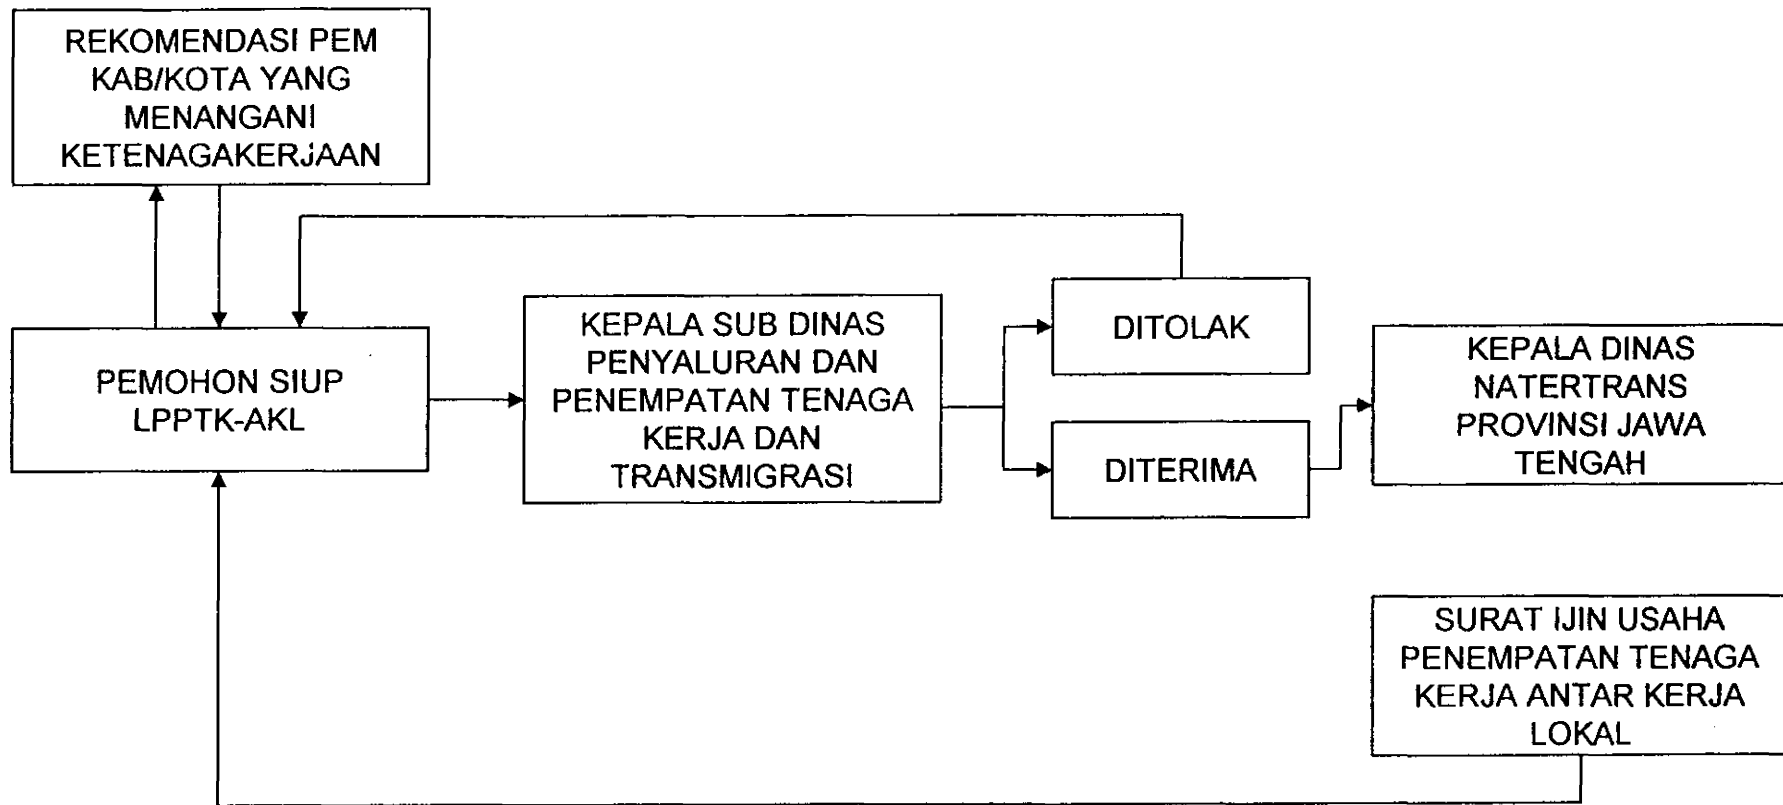 REKOMENDASI PEM
KAB/KOTA YANG
MENANGANI
KETENAGAKERJAAN
PEMOHON SIUP
LPPTK-AKL
KEPALA SUB DINAS
PENYALURAN DAN
PENEMPATAN TENAGA
KERJA DAN
TRANSMIGRASI
DITOLAK
DITERIMA
KEPALA DINAS
NATERTRANS
PROVINSI JAWA
TENGAH
SURAT IJIN USAHA
PENEMPATAN TENAGA
KERJA ANTAR KERJA
LOKAL